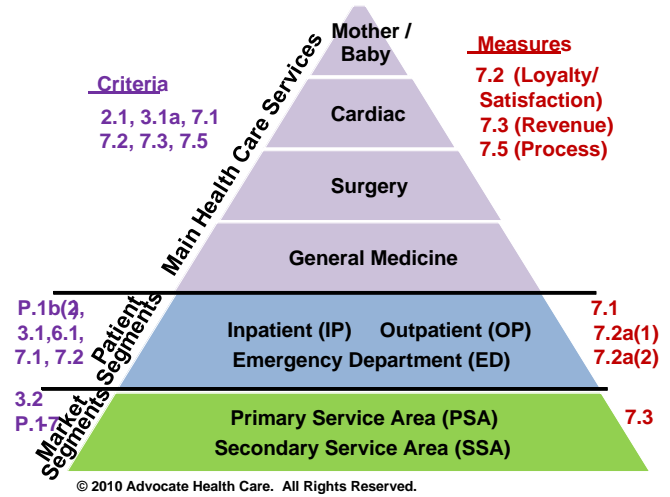 Criteria
2.1, 3.1a, 7.1
7.2, 7.3, 7.5
Main Health Care Services
Mother /
Baby
Cardiac
Surgery
General Medicine
Measures
7.2 (Loyalty/
Satisfaction)
7.3 (Revenue)
7.5 (Process)
P.1b(2),
3.1,6.1,
7.1, 7.2
Patient
Segments
Inpatient (IP) Outpatient (OP)
Emergency Department (ED)
7.1
7.2a(1)
7.2a(2)
3.2
P.1-7
Market
Segments
Primary Service Area (PSA)
Secondary Service Area (SSA)
7.3
© 2010 Advocate Health Care. All Rights Reserved.